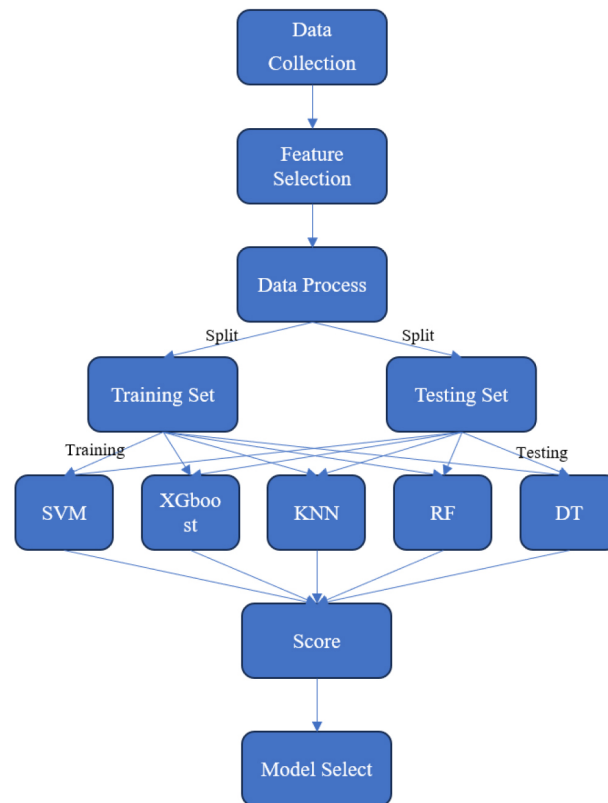 Data
Collection
Feature
Selection
Data Process
Split
Split
Training Set
Testing Set
Training
Testing
SVM
XGboo
st
KNN
RF
DT
Score
Model Select